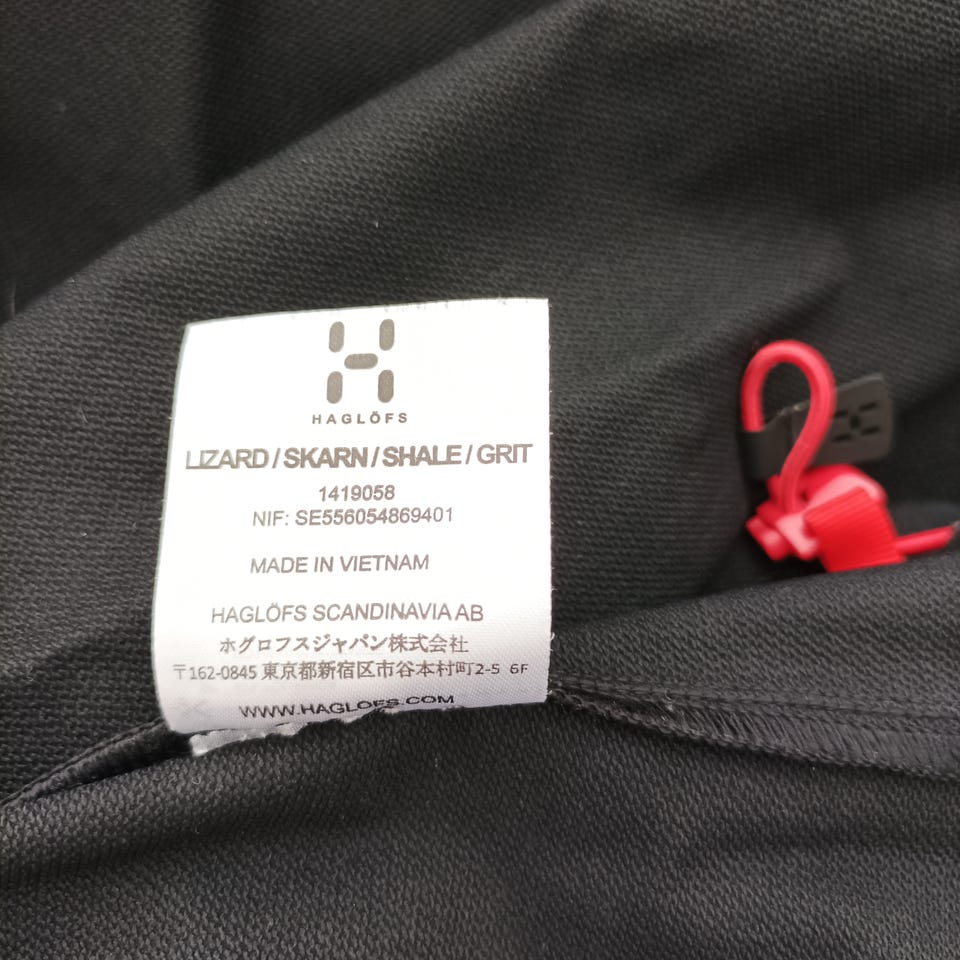 HAGLÖFS
LIZARD / SKARN / SHALE / GRIT
1419058
NIF: SE556054869401
MADE IN VIETNAM
HAGLÖFS SCANDINAVIA AB
ホグロフスジャパン株式会社
〒162-0845 東京都新宿区市谷本村町2-5 6F
WWW.HAGLOFS.COM